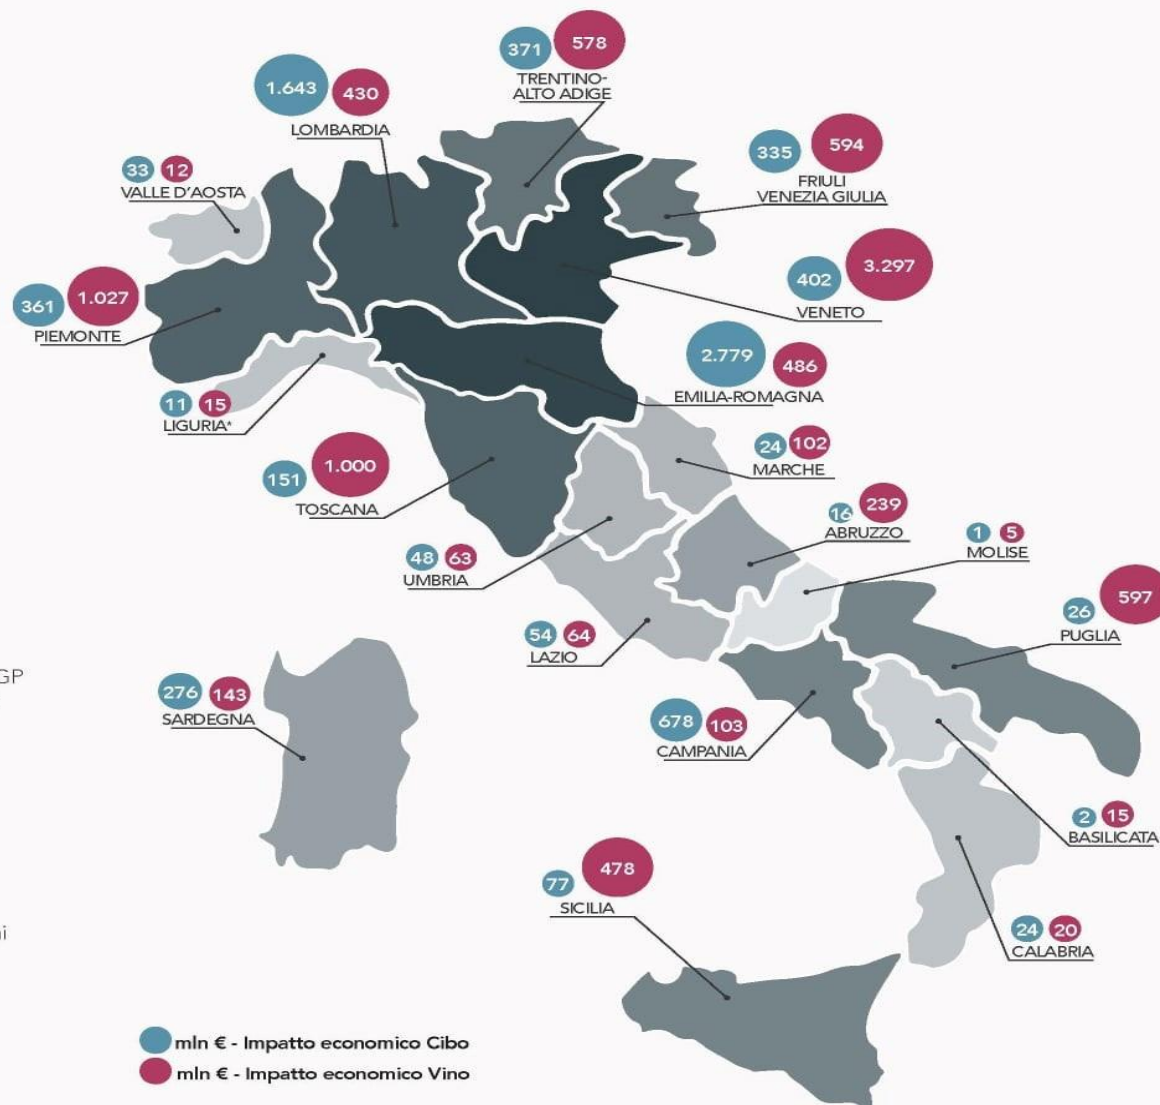 371 578
TRENTINO-
ALTO ADIGE
1.643 430
LOMBARDIA
335 594
FRIULI
VENEZIA GIULIA
33 12
VALLE D'AOSTA
402 3.297
VENETO
361 1.027
PIEMONTE
2.779 486
EMILIA-ROMAGNA
11 15
LIGURIA*
24 102
MARCHE
151 1.000
TOSCANA
16 239
ABRUZZO
1 5
MOLISE
48 63
UMBRIA
26 597
PUGLIA
54 64
LAZIO
GP
276 143
SARDEGNA
678 103
CAMPANIA
2 15
BASILICATA
77 478
SICILIA
24 20
CALABRIA
mln € - Impatto economico Cibo
mln € - Impatto economico Vino